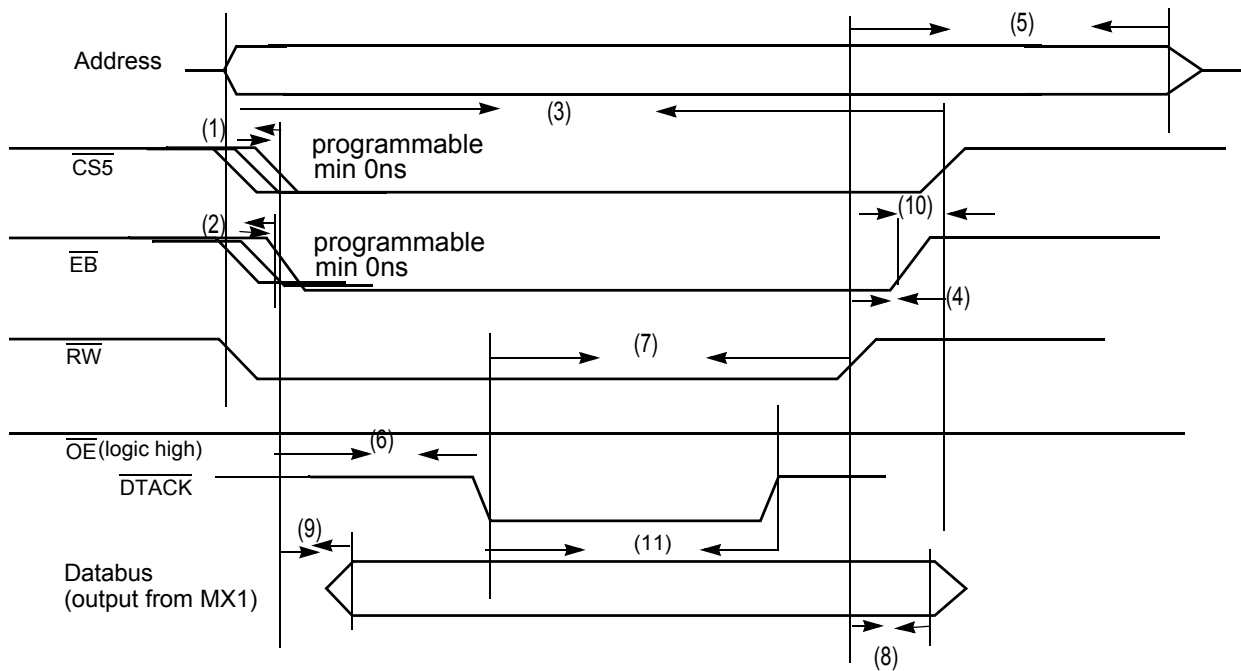 (5)
Address
(3)
(1)
programmable
min 0ns
CS5
(10)
(2)
programmable
min 0ns
EB
(4)
(7)
RW
OE (logic high)
(6)
DTACK
(9)
(11)
Databus
(output from MX1)
(8)